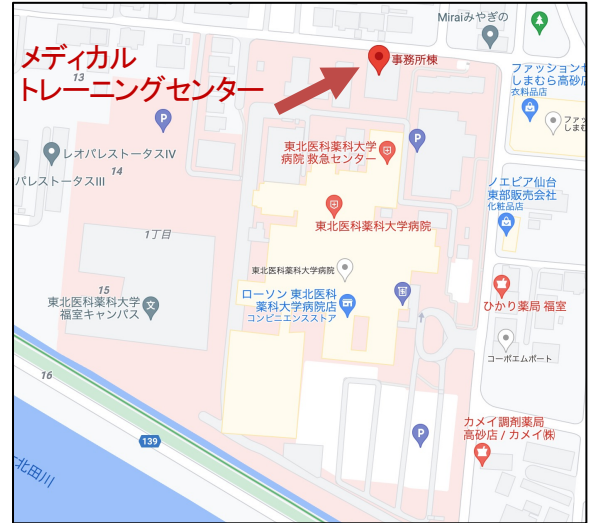 Miraiみやぎの
メディカル
トレーニングセンター
事務所棟
ファッションセ
しまむら高砂店
衣料品店
13
P
ファッ
しまむ
東北医科薬科大学
病院 救急センター
P
レオパレストータスIV
パレストータスIII
14
ノエビア仙台
東部販売会社
化粧品店
東北医科薬科大学病院
1丁目
東北医科薬科大学病院
15
東北医科薬科大学
福室キャンパス
ローソン 東北医科
薬科大学病院店
コンビニエンスストア
ひかり薬局 福室
コーポエムポート
16
カメイ調剤薬局
高砂店 / カメイ㈱
P
139
七北田川